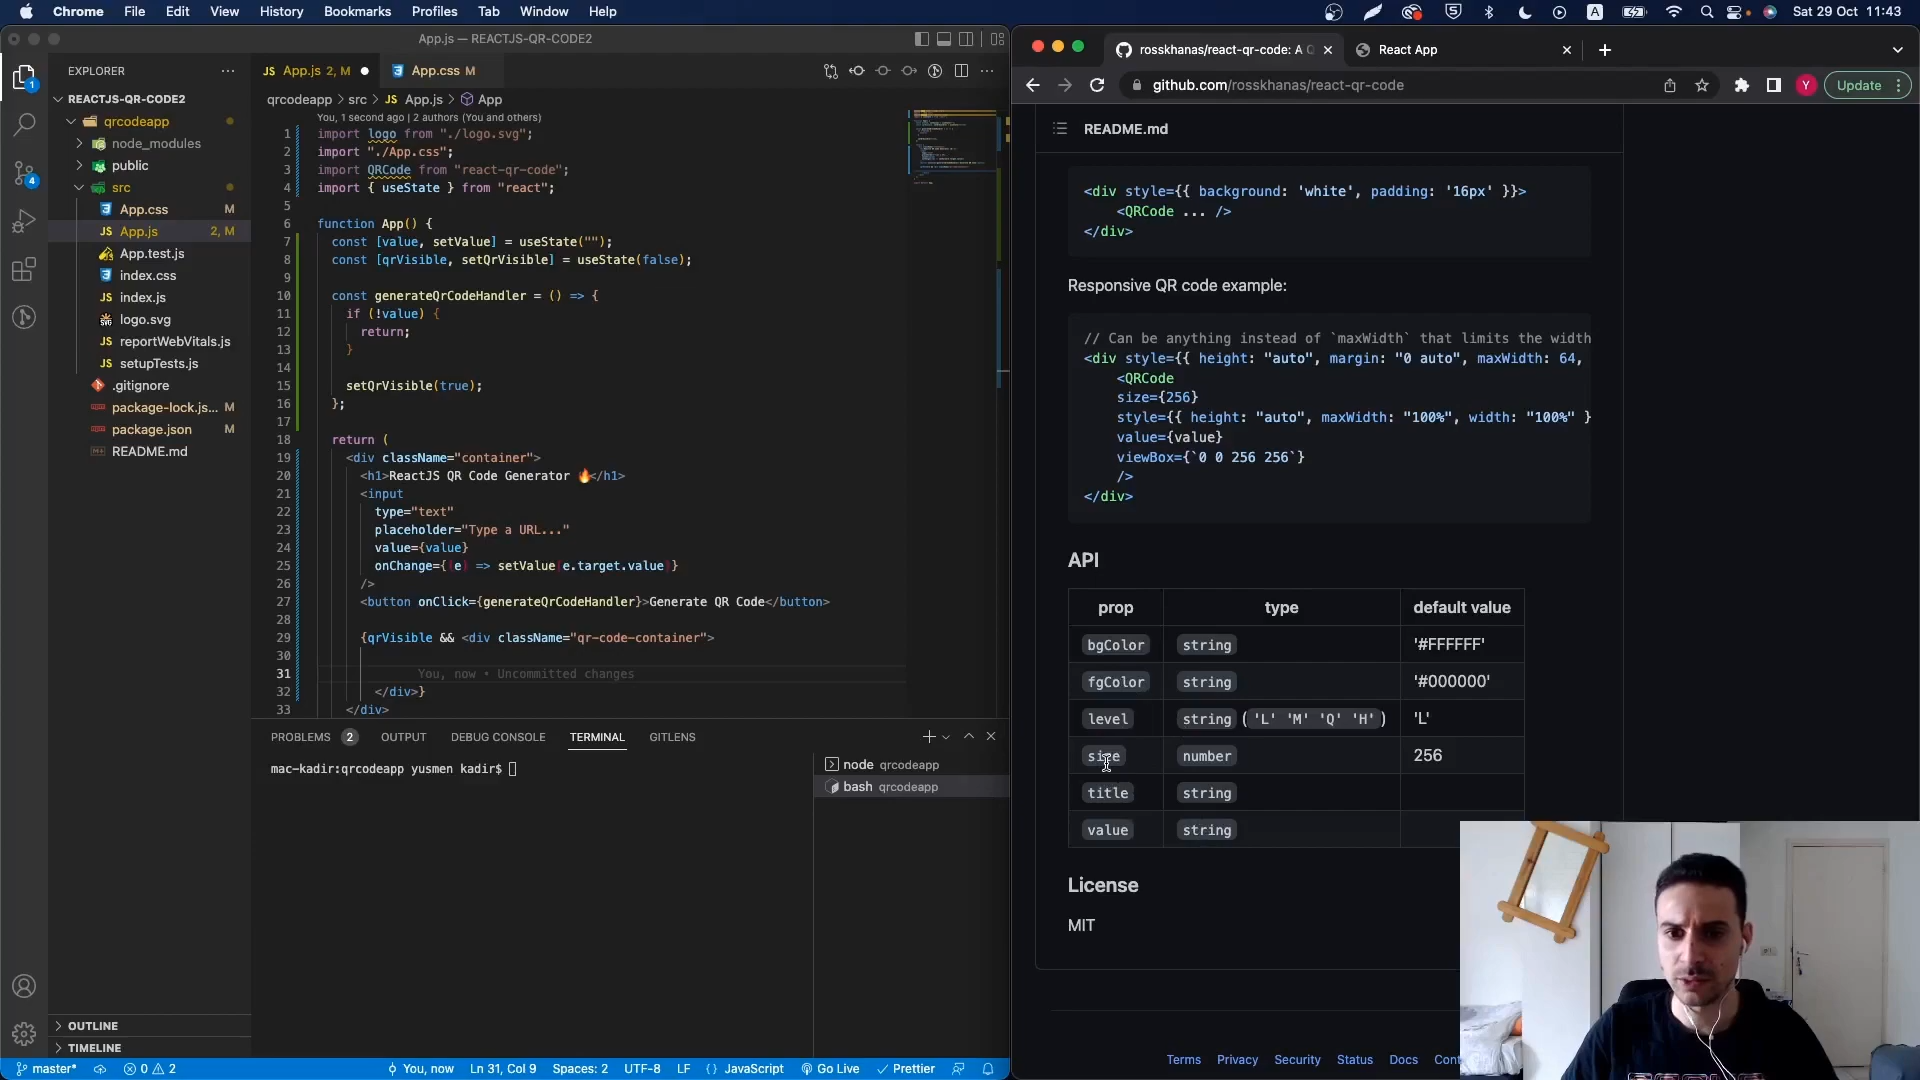 Chrome File Edit View History Bookmarks Profiles Tab Window Help
A
Sat 29 Oct 11:43
App.js — REACTJS-QR-CODE2
EXPLORER
REACTJS-QR-CODE2
qrcodeapp
node_modules
public
src
App.css M
App.js 2, M
App.test.js
index.css
index.js
logo.svg
reportWebVitals.js
setupTests.js
.gitignore
package-lock.js... M
package.json M
README.md
OUTLINE
TIMELINE
1
4
App.js 2, M
App.css M
qrcodeapp > src > JS App.js > App
You, 1 second ago | 2 authors (You and others)
1 import logo from "./logo.svg";
2 import "./App.css";
3 import QRCode from "react-qr-code";
4 import { useState } from "react";
5
6 function App() {
7 const [value, setValue] = useState("");
8 const [qrVisible, setQrVisible] = useState(false);
9
10 const generateQrCodeHandler = () => {
11 if (!value) {
12 return;
13 }
14
15 setQrVisible(true);
16 };
17
18 return (
19 <div className="container">
20 <h1>ReactJS QR Code Generator 🔥</h1>
21 <input
22 type="text"
23 placeholder="Type a URL..."
24 value={value}
25 onChange={(e) => setValue(e.target.value)}
26 />
27 <button onClick={generateQrCodeHandler}>Generate QR Code</button>
28
29 {qrVisible && <div className="qr-code-container">
30
31 You, now • Uncommitted changes
32 </div>}
33 </div>
PROBLEMS 2 OUTPUT DEBUG CONSOLE TERMINAL GITLENS
mac-kadir:qrcodeapp yusmen kadir$
node qrcodeapp
bash qrcodeapp
master* 0 2 You, now Ln 31, Col 9 Spaces: 2 UTF-8 LF {} JavaScript Go Live Prettier
rosskhanas/react-qr-code: A Q
React App
github.com/rosskhanas/react-qr-code
Y
Update
README.md
<div style={{ background: 'white', padding: '16px' }}>
<QRCode ... />
</div>
Responsive QR code example:
// Can be anything instead of `maxWidth` that limits the width
<div style={{ height: "auto", margin: "0 auto", maxWidth: 64,
<QRCode
size={256}
style={{ height: "auto", maxWidth: "100%", width: "100%" }
value={value}
viewBox={`0 0 256 256`}
/>
</div>
API
prop type default value
bgColor string '#FFFFFF'
fgColor string '#000000'
level string ('L' 'M' 'Q' 'H') 'L'
size number 256
title string
value string
License
MIT
Terms Privacy Security Status Docs Cont